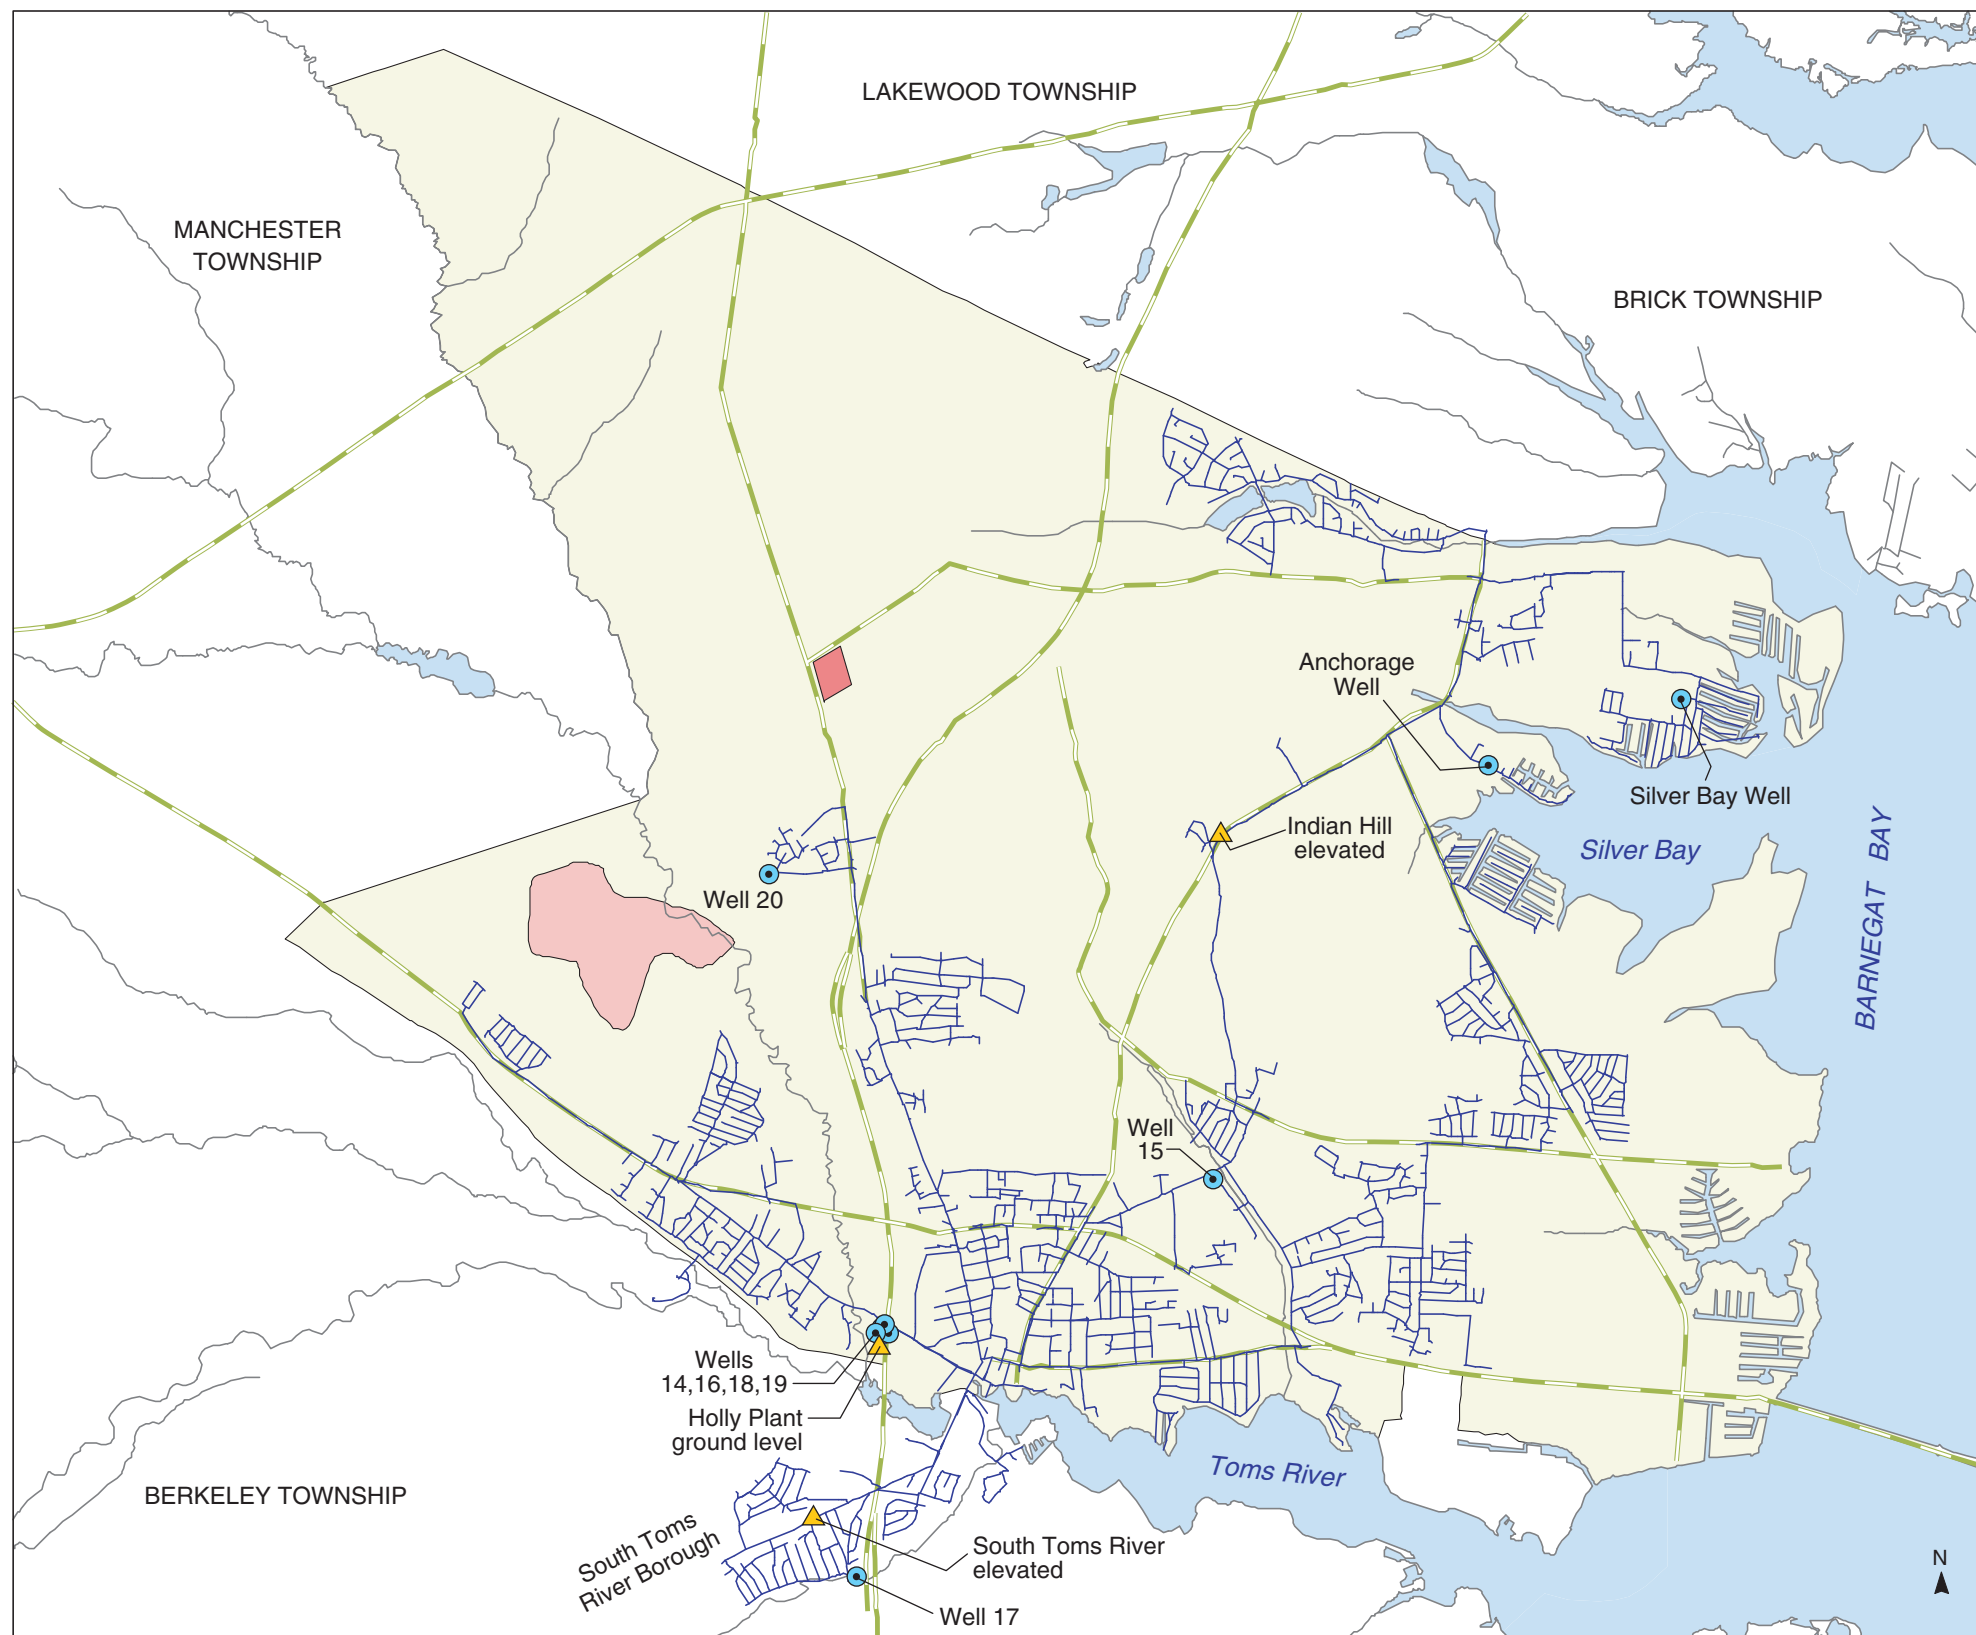 LAKEWOOD TOWNSHIP
MANCHESTER
TOWNSHIP
BRICK TOWNSHIP
Anchorage
Well
Silver Bay Well
Indian Hill
elevated
Silver Bay
BARNEGAT BAY
Well 20
Well
15
Wells
14,16,18,19
Holly Plant
ground level
Toms River
BERKELEY TOWNSHIP
South Toms
River Borough
South Toms River
elevated
Well 17
N